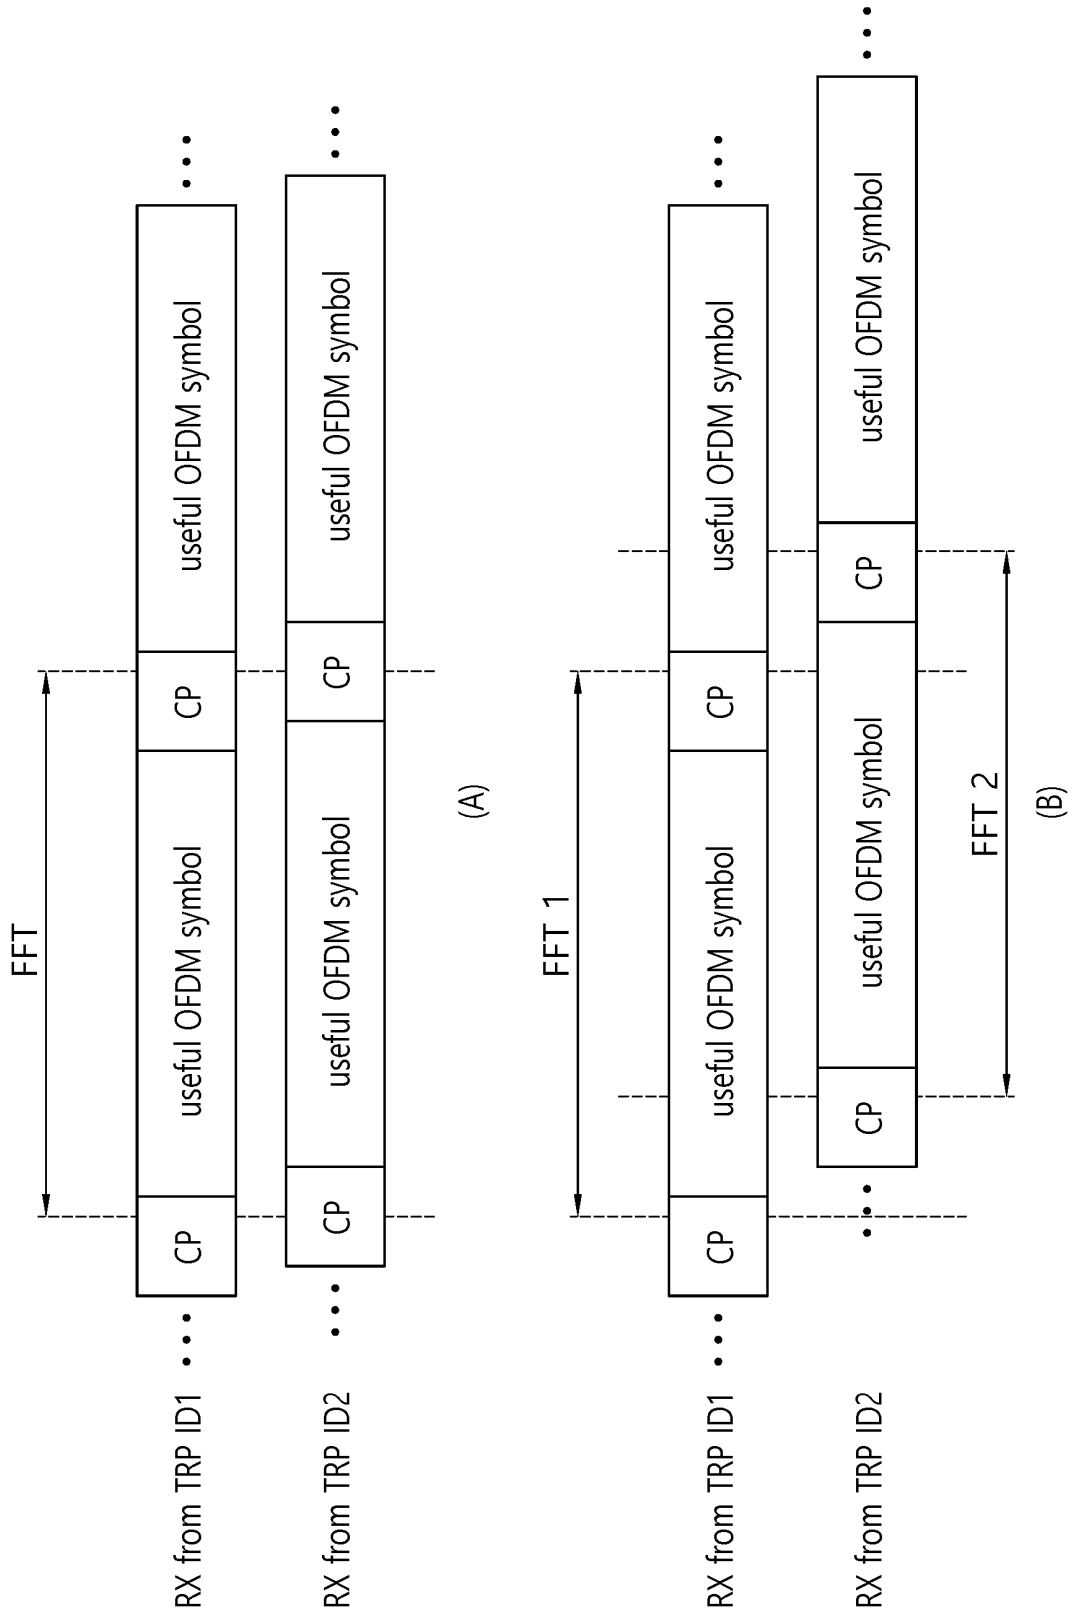 FFT
RX from TRP ID1
CP
useful OFDM symbol
CP
useful OFDM symbol
RX from TRP ID2
CP
useful OFDM symbol
CP
useful OFDM symbol
(A)
FFT 1
RX from TRP ID1
CP
useful OFDM symbol
CP
useful OFDM symbol
RX from TRP ID2
CP
useful OFDM symbol
CP
useful OFDM symbol
FFT 2
(B)